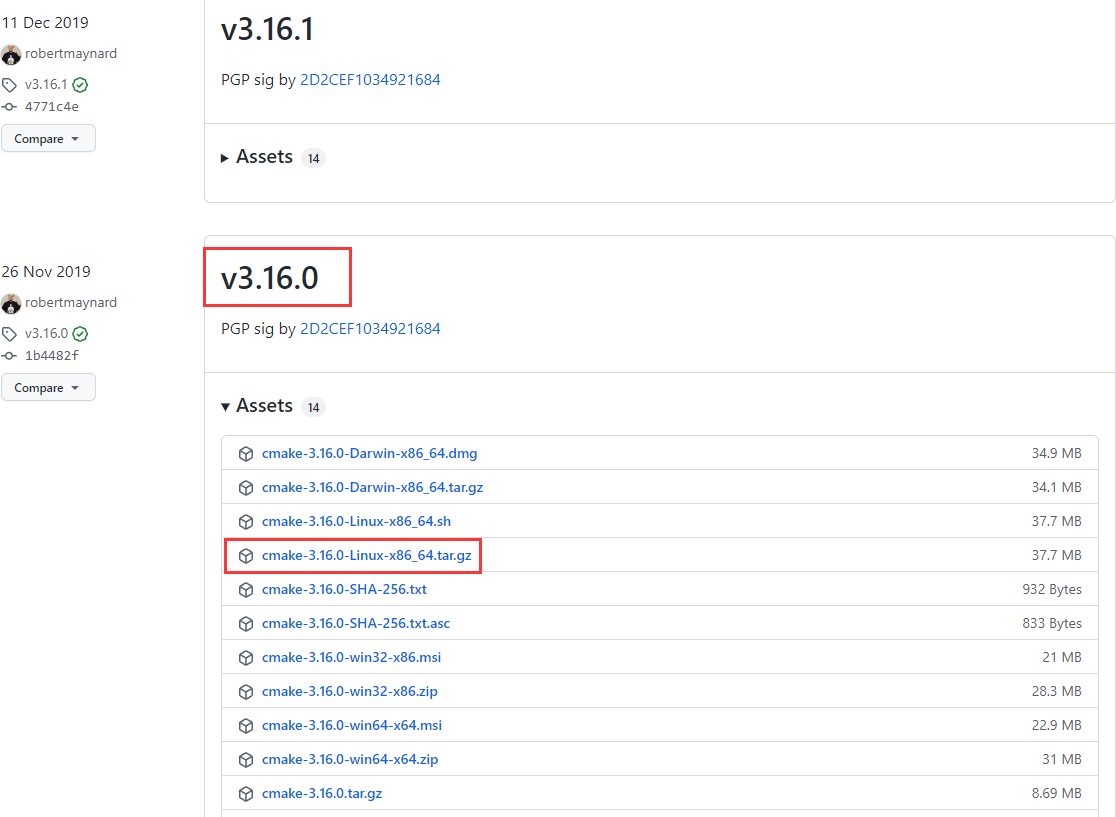 11 Dec 2019
robertmaynard
v3.16.1
4771c4e
Compare
v3.16.1
PGP sig by 2D2CEF1034921684
Assets 14
26 Nov 2019
robertmaynard
v3.16.0
1b4482f
Compare
v3.16.0
PGP sig by 2D2CEF1034921684
Assets 14
cmake-3.16.0-Darwin-x86_64.dmg 34.9 MB
cmake-3.16.0-Darwin-x86_64.tar.gz 34.1 MB
cmake-3.16.0-Linux-x86_64.sh 37.7 MB
cmake-3.16.0-Linux-x86_64.tar.gz 37.7 MB
cmake-3.16.0-SHA-256.txt 932 Bytes
cmake-3.16.0-SHA-256.txt.asc 833 Bytes
cmake-3.16.0-win32-x86.msi 21 MB
cmake-3.16.0-win32-x86.zip 28.3 MB
cmake-3.16.0-win64-x64.msi 22.9 MB
cmake-3.16.0-win64-x64.zip 31 MB
cmake-3.16.0.tar.gz 8.69 MB